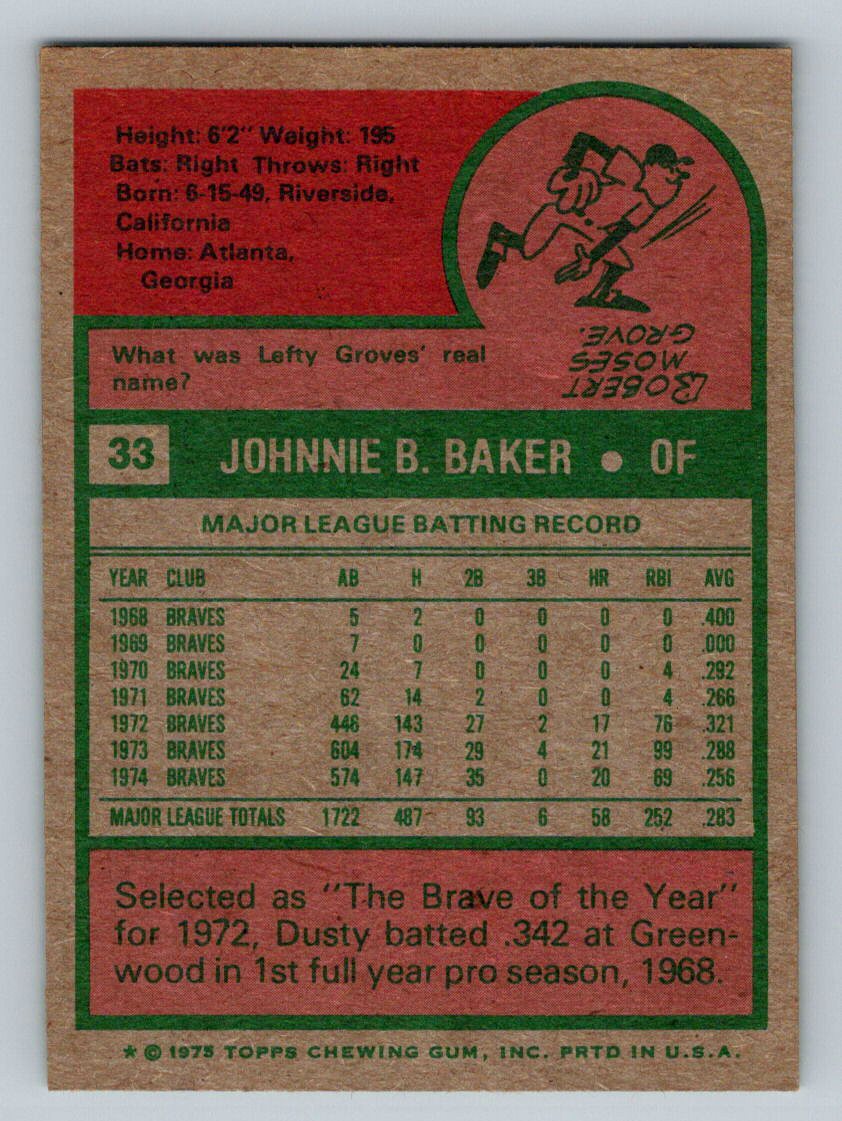 Height: 6'2" Weight: 195
Bats: Right Throws: Right
Born: 6-15-49, Riverside,
California
Home: Atlanta,
Georgia
What was Lefty Groves' real
name?
ROBERT
MOSES
GROVE.
33 JOHNNIE B. BAKER • OF
MAJOR LEAGUE BATTING RECORD
YEAR CLUB AB H 2B 3B HR RBI AVG
1968 BRAVES 5 2 0 0 0 0 .400
1969 BRAVES 7 0 0 0 0 0 .000
1970 BRAVES 24 7 0 0 0 4 .292
1971 BRAVES 62 14 2 0 0 4 .266
1972 BRAVES 446 143 27 2 17 76 .321
1973 BRAVES 604 174 29 4 21 99 .288
1974 BRAVES 574 147 35 0 20 69 .256
MAJOR LEAGUE TOTALS 1722 487 93 6 58 252 .283
Selected as "The Brave of the Year"
for 1972, Dusty batted .342 at Green-
wood in 1st full year pro season, 1968.
* © 1975 TOPPS CHEWING GUM, INC. PRTD IN U.S.A.